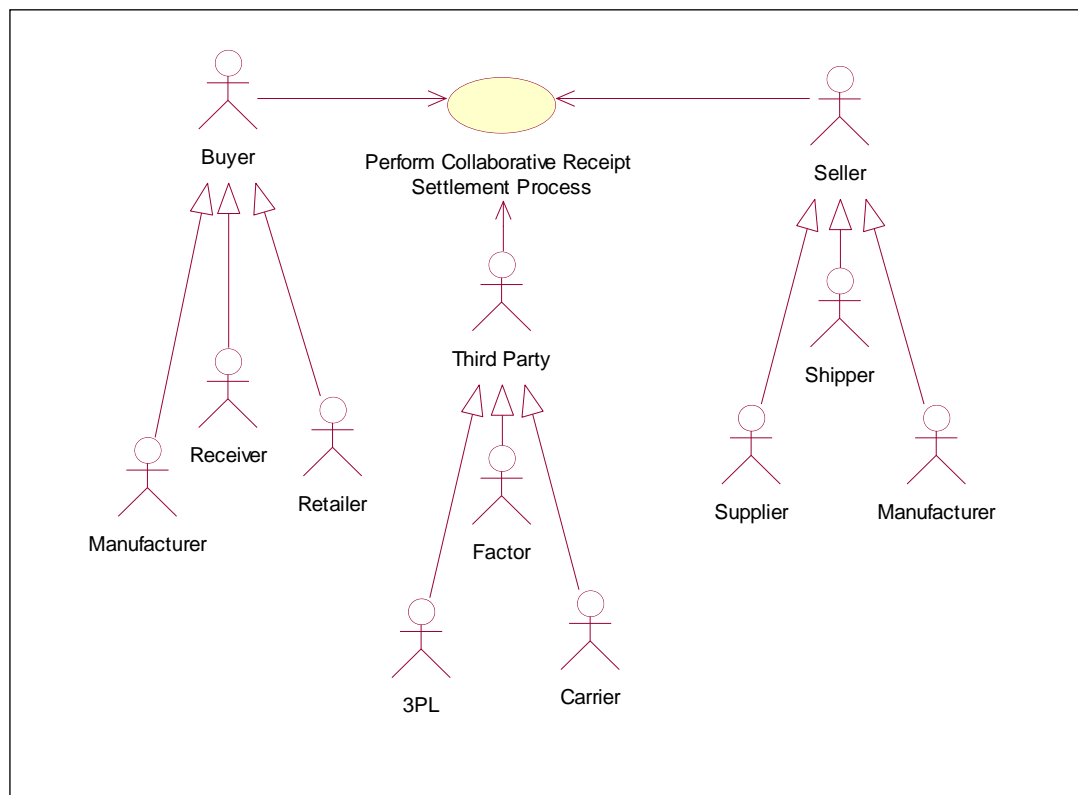 Buyer
Perform Collaborative Receipt
Settlement Process
Seller
Third Party
Shipper
Receiver
Retailer
Supplier
Manufacturer
Manufacturer
Factor
3PL
Carrier